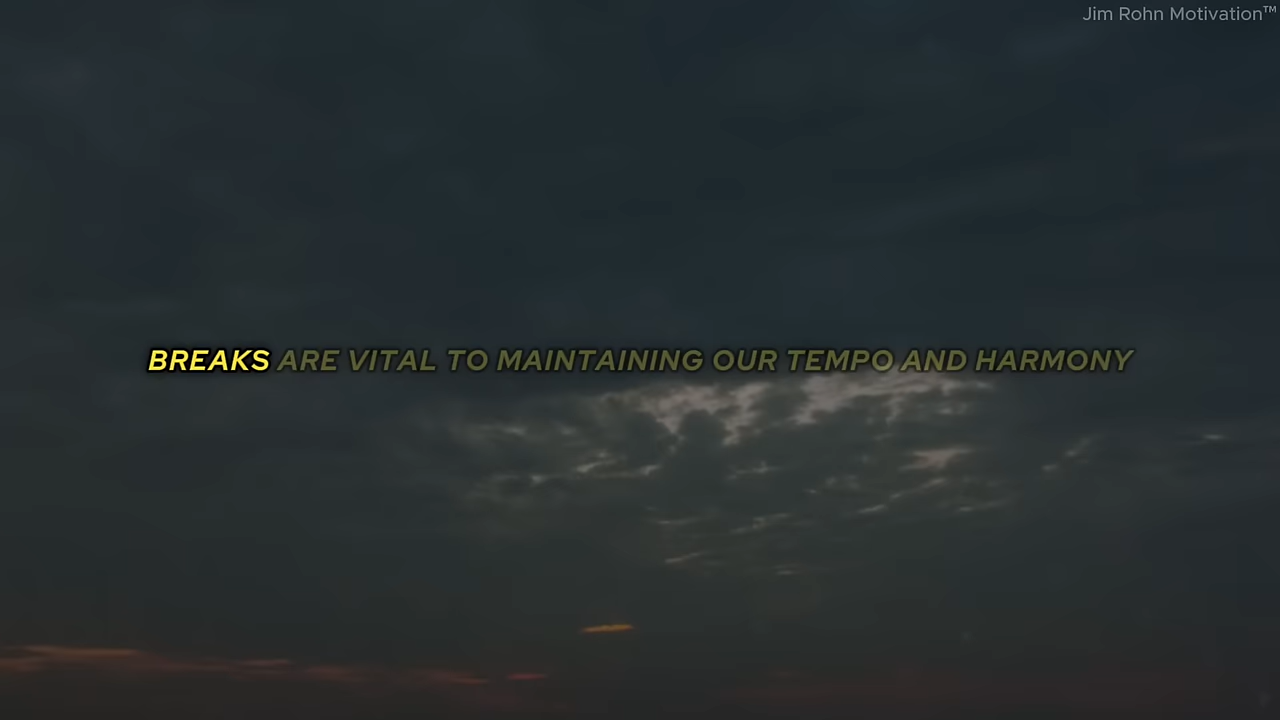 Jim Rohn Motivation™
BREAKS ARE VITAL TO MAINTAINING OUR TEMPO AND HARMONY